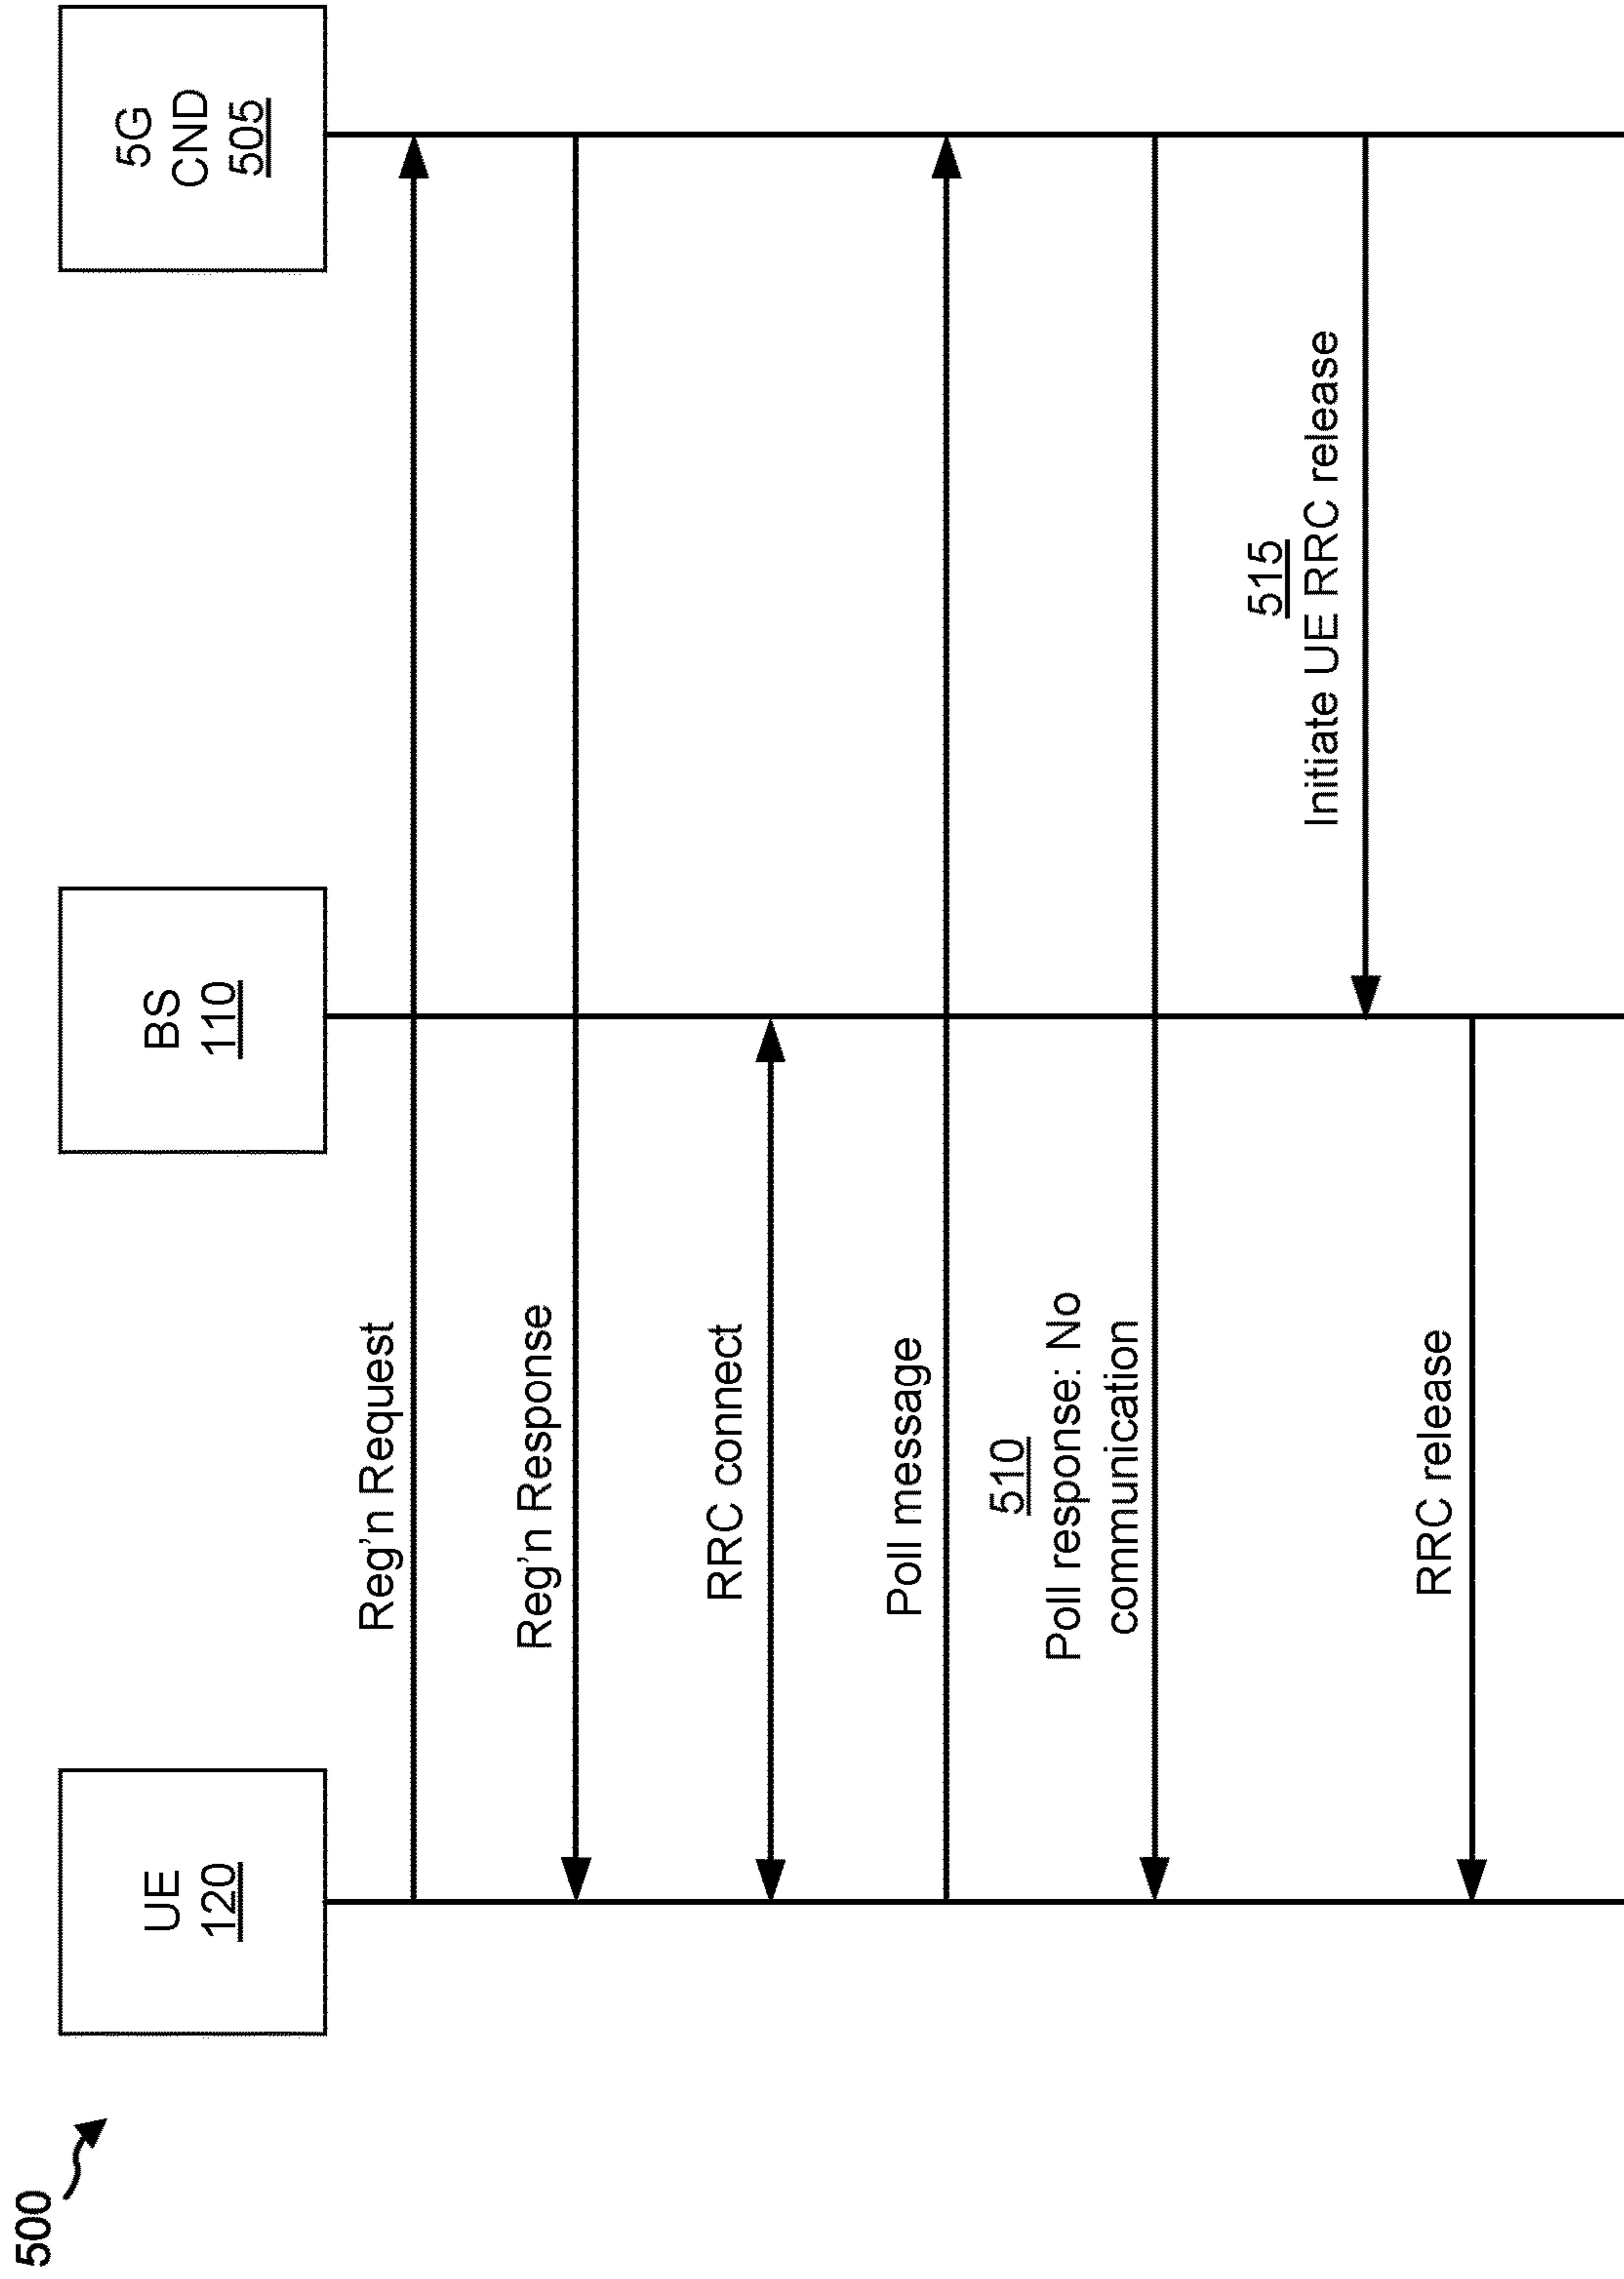 500
UE
120
BS
110
5G
CND
505
Reg'n Request
Reg'n Response
RRC connect
Poll message
510
Poll response: No
communication
515
Initiate UE RRC release
RRC release